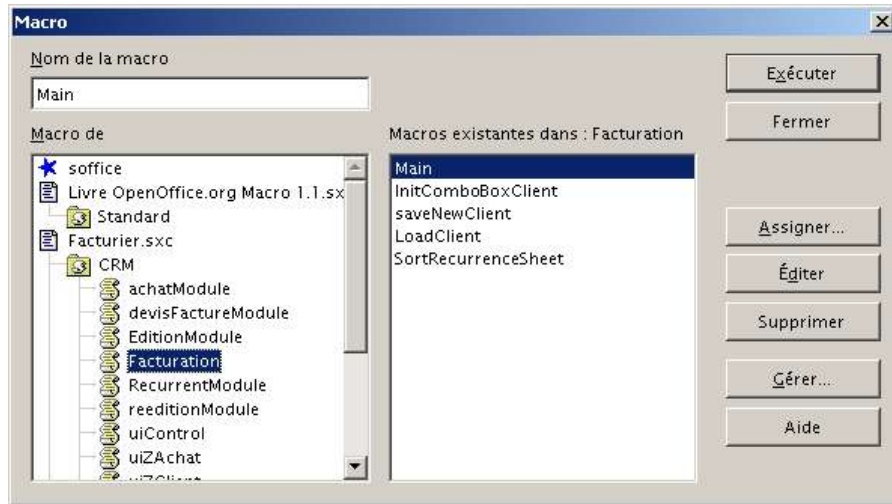 Macro
Nom de la macro
Main
Macro de
soffice
Livre OpenOffice.org Macro 1.1.sx
Standard
Facturier.sxc
CRM
achatModule
devisFactureModule
EditionModule
Facturation
RecurrentModule
reeditionModule
uiControl
uiZAchat
Macros existantes dans : Facturation
Main
InitComboBoxClient
saveNewClient
LoadClient
SortRecurrenceSheet
Exécuter
Fermer
Assigner...
Éditer
Supprimer
Gérer...
Aide